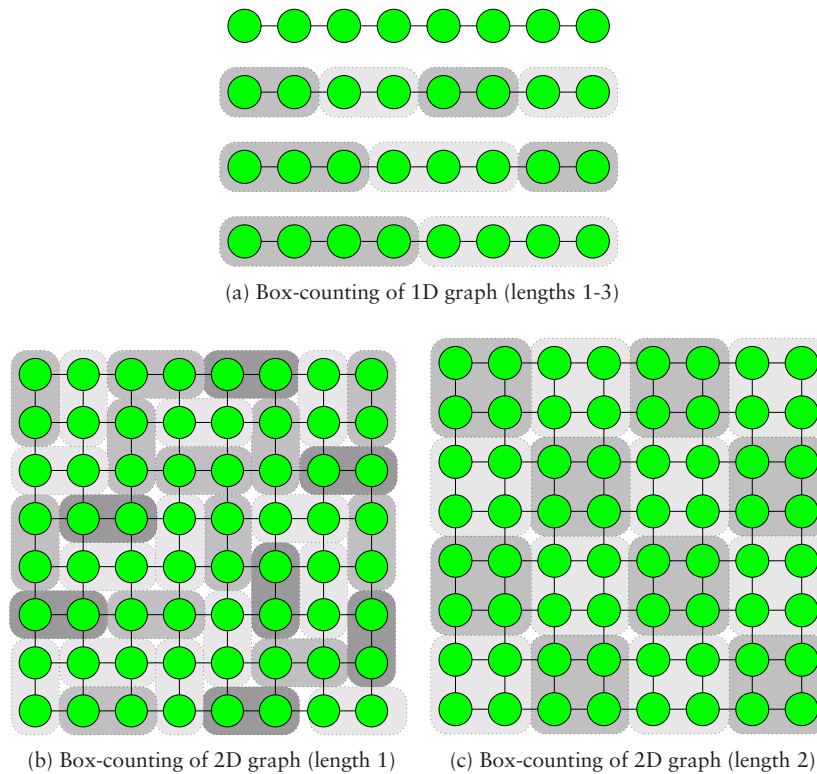 (a) Box-counting of 1D graph (lengths 1-3)
(b) Box-counting of 2D graph (length 1)
(c) Box-counting of 2D graph (length 2)